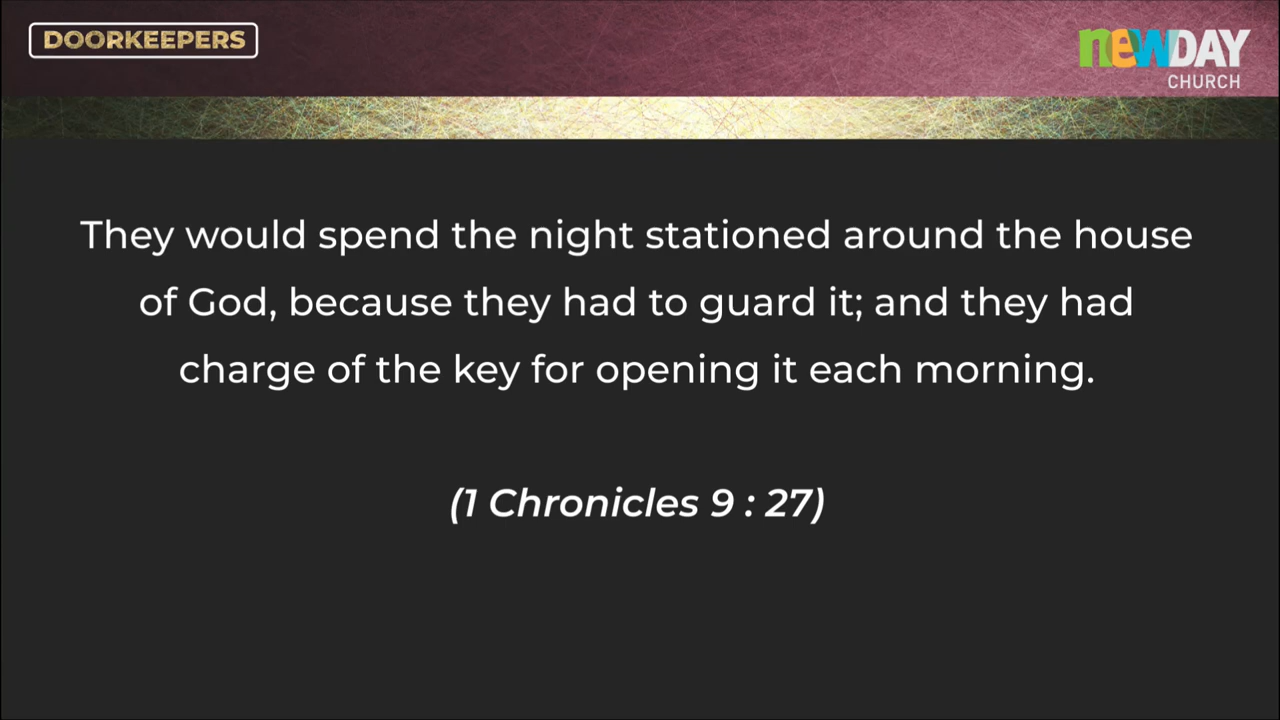 DOORKEEPERS
newDAY
CHURCH
They would spend the night stationed around the house
of God, because they had to guard it; and they had
charge of the key for opening it each morning.
(1 Chronicles 9 : 27)